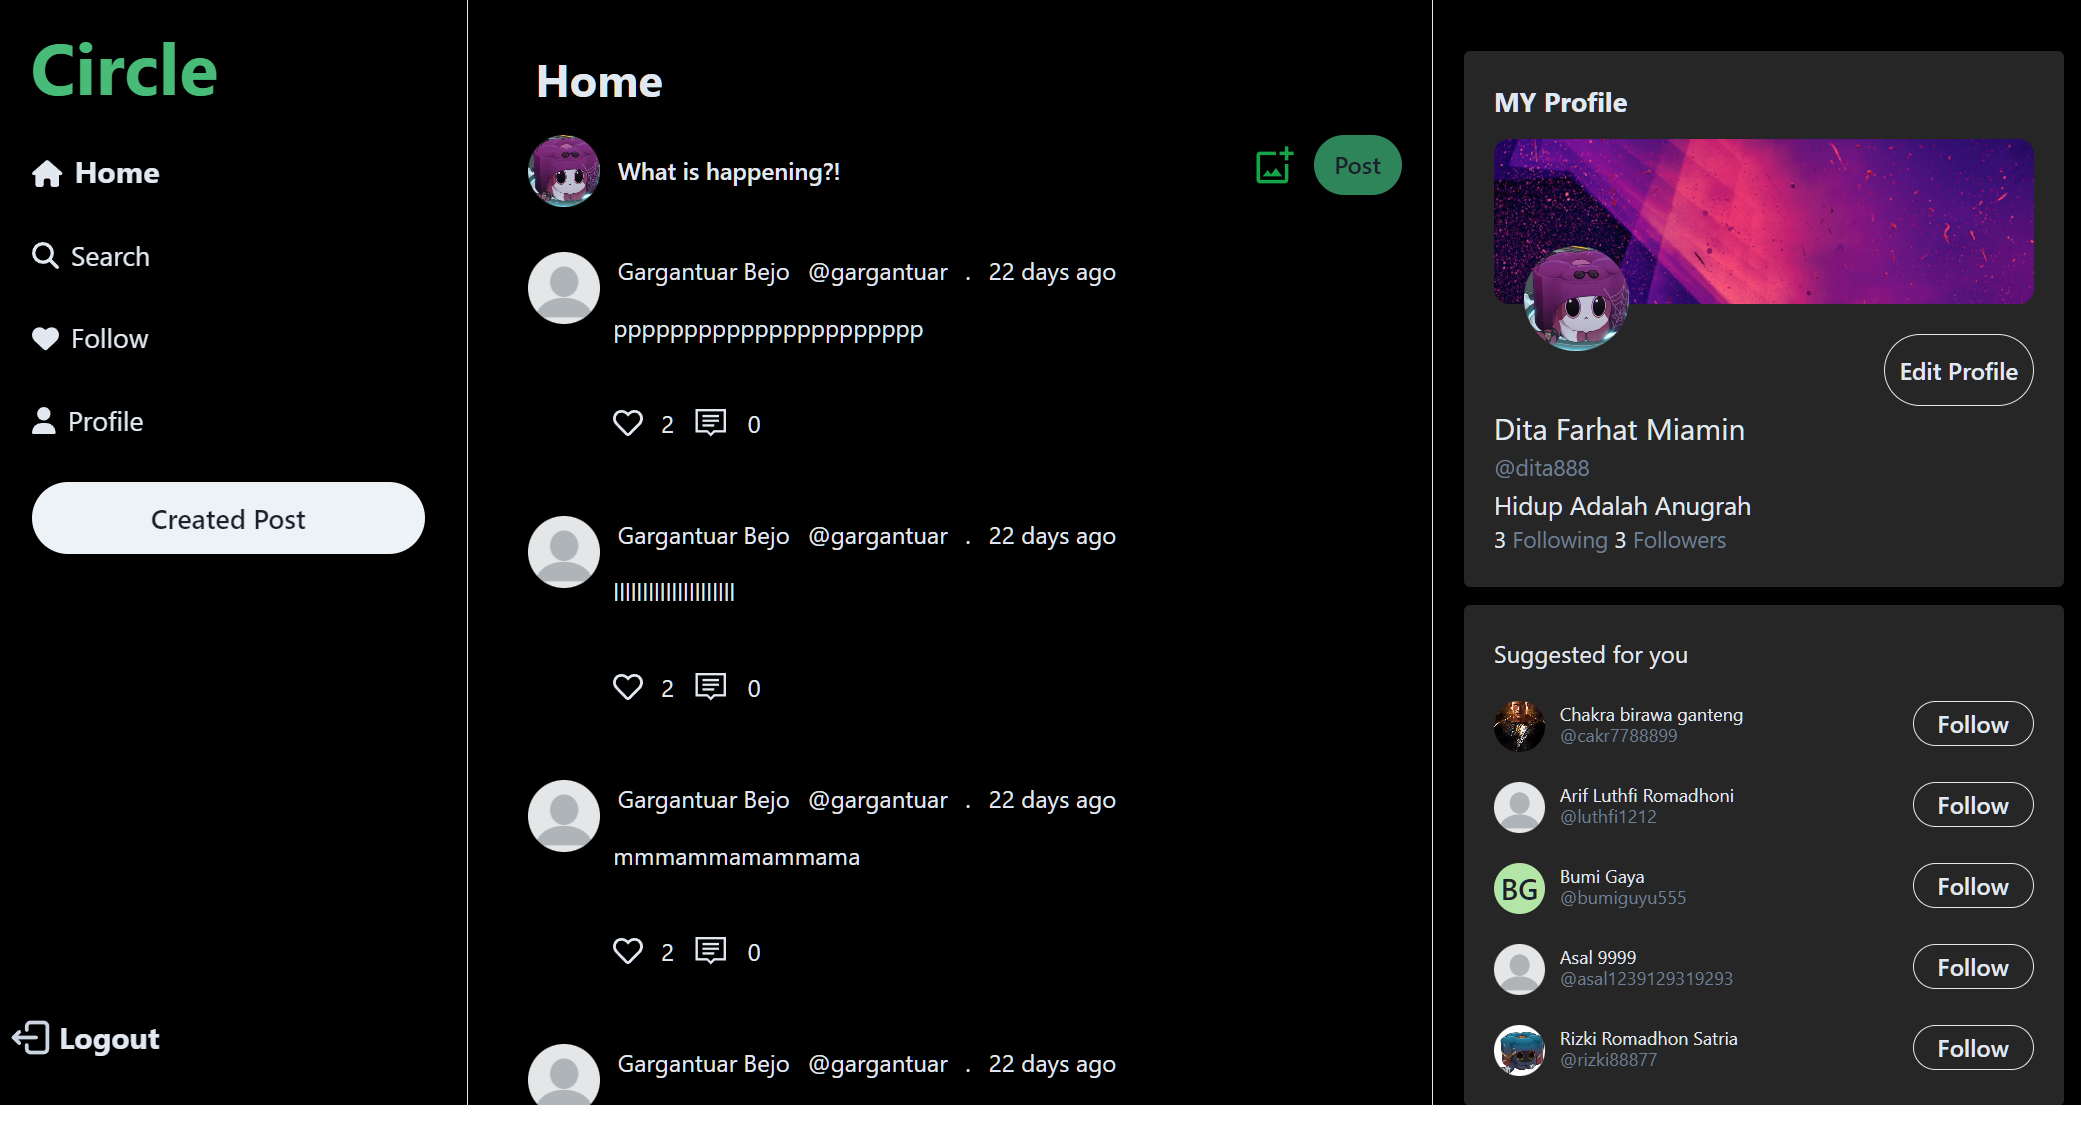 Circle
Home
Search
Follow
Profile
Created Post
Logout
Home
What is happening?!
Post
Gargantuar Bejo @gargantuar . 22 days ago
pppppppppppppppppppppp
2 0
Gargantuar Bejo @gargantuar . 22 days ago
lllllllllllllllllllll
2 0
Gargantuar Bejo @gargantuar . 22 days ago
mmmammamammama
2 0
Gargantuar Bejo @gargantuar . 22 days ago
MY Profile
Edit Profile
Dita Farhat Miamin
@dita888
Hidup Adalah Anugrah
3 Following 3 Followers
Suggested for you
Chakra birawa ganteng
@cakr7788899
Follow
Arif Luthfi Romadhoni
@luthfi1212
Follow
BG
Bumi Gaya
@bumiguyu555
Follow
Asal 9999
@asal1239129319293
Follow
Rizki Romadhon Satria
@rizki88877
Follow